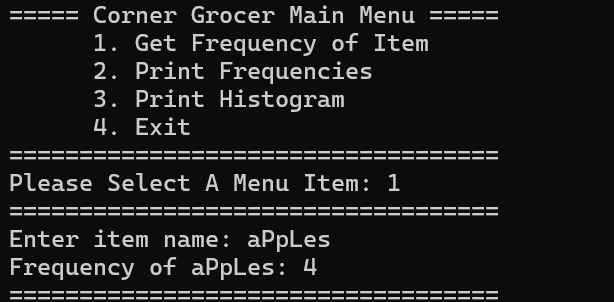 ===== Corner Grocer Main Menu =====
1. Get Frequency of Item
2. Print Frequencies
3. Print Histogram
4. Exit
===================================
Please Select A Menu Item: 1
===================================
Enter item name: aPpLes
Frequency of aPpLes: 4
===================================